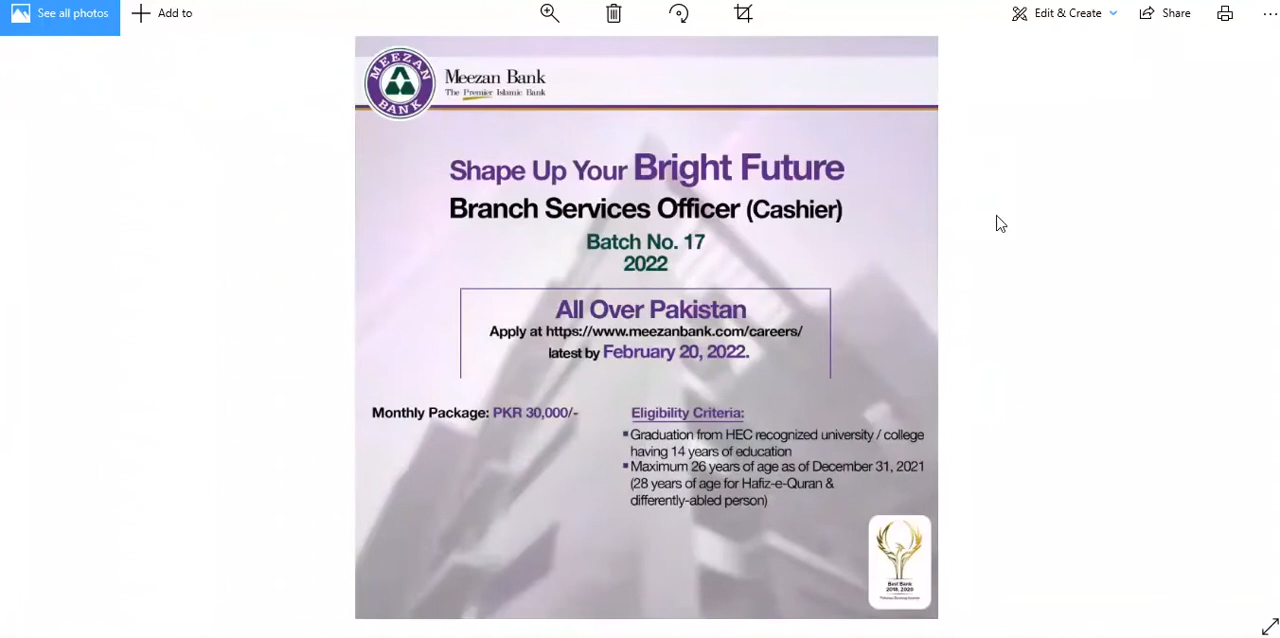 See all photos
Add to
Edit & Create
Share
MEEZAN BANK
Meezan Bank
The Premier Islamic Bank
Shape Up Your Bright Future
Branch Services Officer (Cashier)
Batch No. 17
2022
All Over Pakistan
Apply at https://www.meezanbank.com/careers/
latest by February 20, 2022.
Monthly Package: PKR 30,000/-
Eligibility Criteria:
▪Graduation from HEC recognized university / college
having 14 years of education
▪Maximum 26 years of age as of December 31, 2021
(28 years of age for Hafiz-e-Quran &
differently-abled person)
Best Bank
2018, 2020